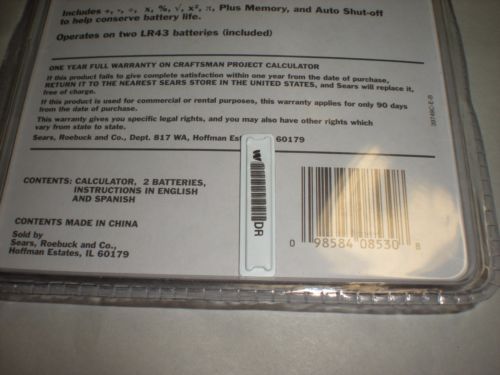 Includes +, -, ÷, x, %, √, x², π, Plus Memory, and Auto Shut-off
to help conserve battery life.
Operates on two LR43 batteries (included)
ONE YEAR FULL WARRANTY ON CRAFTSMAN PROJECT CALCULATOR
If this product fails to give complete satisfaction within one year from the date of purchase,
RETURN IT TO THE NEAREST SEARS STORE IN THE UNITED STATES, and Sears will replace it,
free of charge.
If this product is used for commercial or rental purposes, this warranty applies for only 90 days
from the date of purchase.
This warranty gives you specific legal rights, and you may also have other rights which
vary from state to state.
Sears, Roebuck and Co., Dept. 817 WA, Hoffman Estates, IL 60179
CONTENTS: CALCULATOR, 2 BATTERIES,
INSTRUCTIONS IN ENGLISH
AND SPANISH
CONTENTS MADE IN CHINA
Sold by
Sears, Roebuck and Co.,
Hoffman Estates, IL 60179
W
DR
0 98584 08530 8